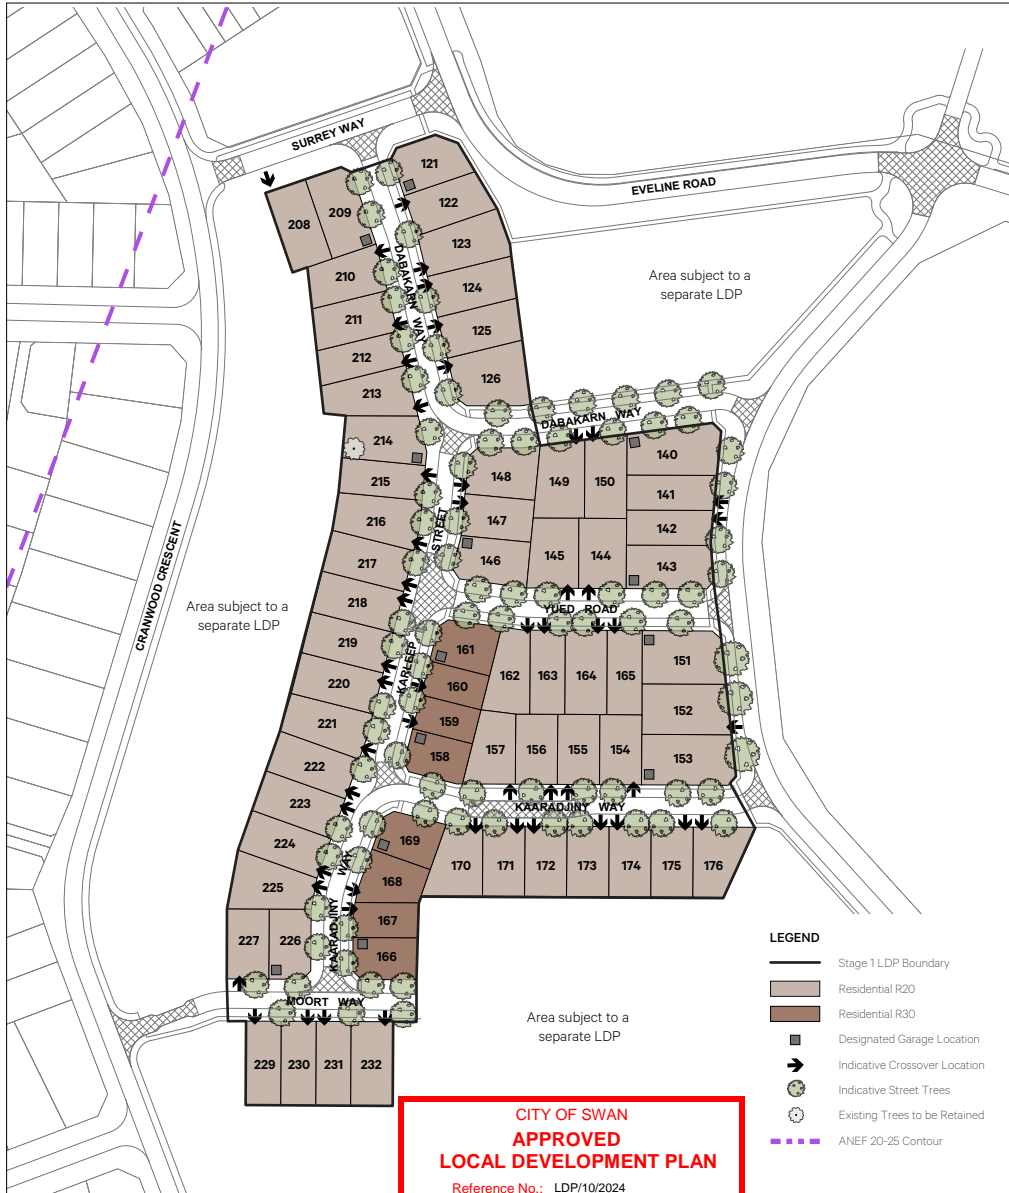 SURREY WAY
EVELINE ROAD
121
122
209
208
123
DABAKARN WAY
210
124
Area subject to a
separate LDP
211
125
212
126
213
DABAKARN WAY
214
140
148
149
150
215
141
216
147
STREET
142
217
146
145
144
143
CRANWOOD CRESCENT
Area subject to a
separate LDP
218
YUED ROAD
219
161
151
KARLEEP
220
160
162
163
164
165
221
159
152
222
158
157
156
155
154
153
223
KAARADJINY WAY
224
169
170
171
172
173
174
175
176
225
168
KAARADJINY WAY
167
227
226
166
MOORT WAY
229
230
231
232
Area subject to a
separate LDP
LEGEND
Stage 1 LDP Boundary
Residential R20
Residential R30
Designated Garage Location
Indicative Crossover Location
Indicative Street Trees
Existing Trees to be Retained
ANEF 20-25 Contour
CITY OF SWAN
APPROVED
LOCAL DEVELOPMENT PLAN
Reference No.: LDP/10/2024